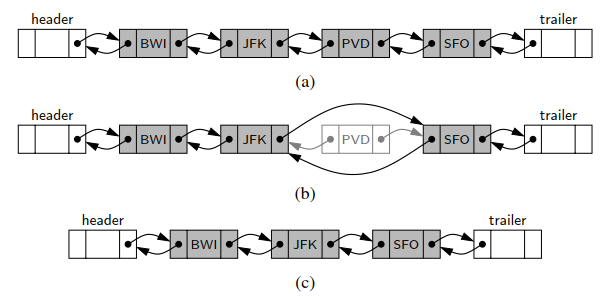 header trailer
BWI JFK PVD SFO
(a)
header trailer
BWI JFK PVD SFO
(b)
header trailer
BWI JFK SFO
(c)